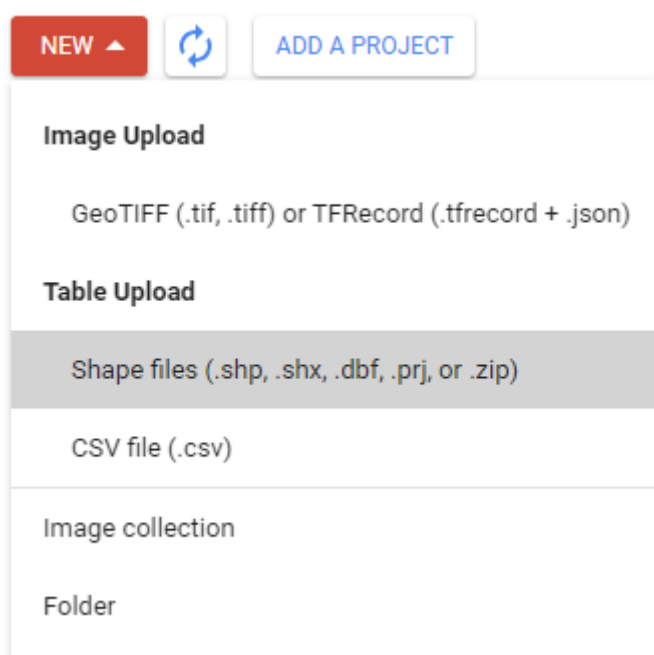 NEW
ADD A PROJECT
Image Upload
GeoTIFF (.tif, .tiff) or TFRecord (.tfrecord + .json)
Table Upload
Shape files (.shp, .shx, .dbf, .prj, or .zip)
CSV file (.csv)
Image collection
Folder